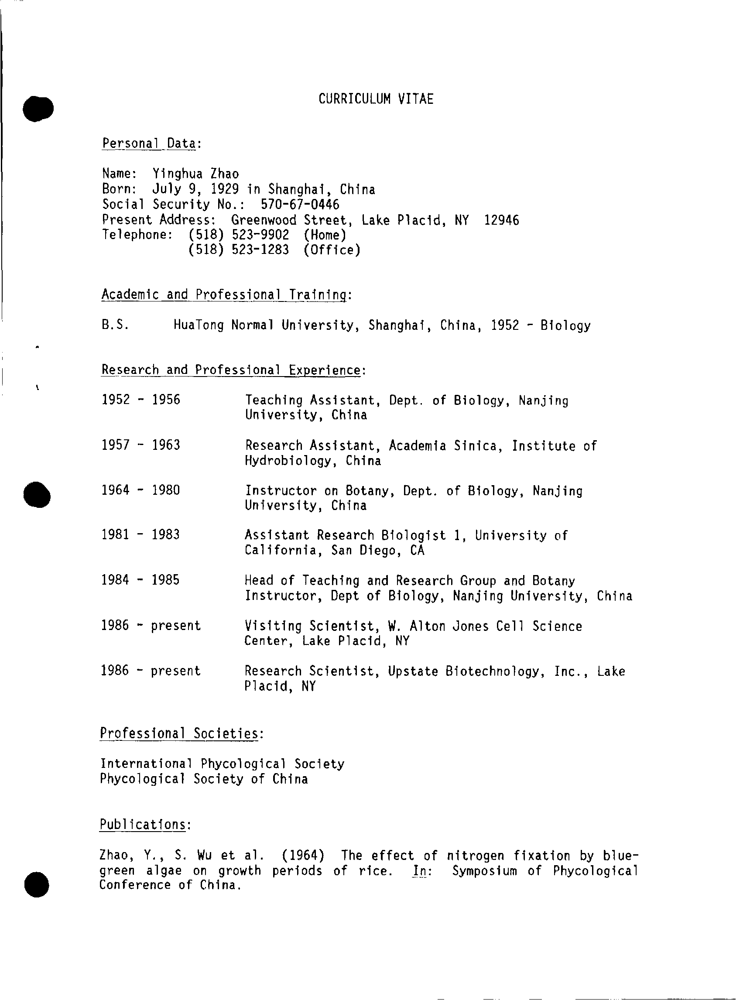 CURRICULUM VITAE
Personal Data:
Name: Yinghua Zhao
Born: July 9, 1929 in Shanghai, China
Social Security No.: 570-67-0446
Present Address: Greenwood Street, Lake Placid, NY 12946
Telephone: (518) 523-9902 (Home)
(518) 523-1283 (Office)
Academic and Professional Training:
B.S. HuaTong Normal University, Shanghai, China, 1952 - Biology
Research and Professional Experience:
1952 - 1956 Teaching Assistant, Dept. of Biology, Nanjing
University, China
1957 - 1963 Research Assistant, Academia Sinica, Institute of
Hydrobiology, China
1964 - 1980 Instructor on Botany, Dept. of Biology, Nanjing
University, China
1981 - 1983 Assistant Research Biologist 1, University of
California, San Diego, CA
1984 - 1985 Head of Teaching and Research Group and Botany
Instructor, Dept of Biology, Nanjing University, China
1986 - present Visiting Scientist, W. Alton Jones Cell Science
Center, Lake Placid, NY
1986 - present Research Scientist, Upstate Biotechnology, Inc., Lake
Placid, NY
Professional Societies:
International Phycological Society
Phycological Society of China
Publications:
Zhao, Y., S. Wu et al. (1964) The effect of nitrogen fixation by blue-
green algae on growth periods of rice. In: Symposium of Phycological
Conference of China.